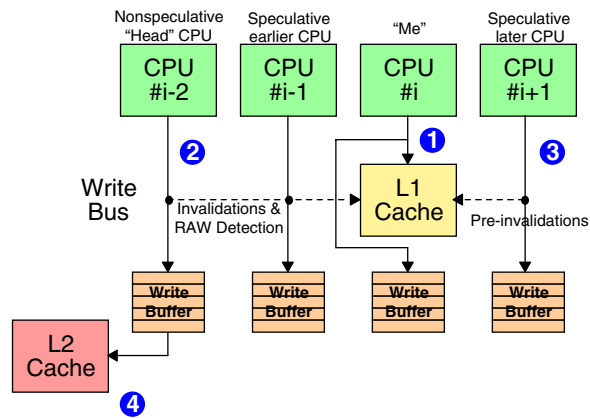 Nonspeculative
"Head" CPU
Speculative
earlier CPU
“Me”
Speculative
later CPU
CPU
#i-2
CPU
#i-1
CPU
#i
CPU
#i+1
2
1
3
Write
Bus
Invalidations &
RAW Detection
L1
Cache
Pre-invalidations
Write
Buffer
Write
Buffer
Write
Buffer
Write
Buffer
L2
Cache
4